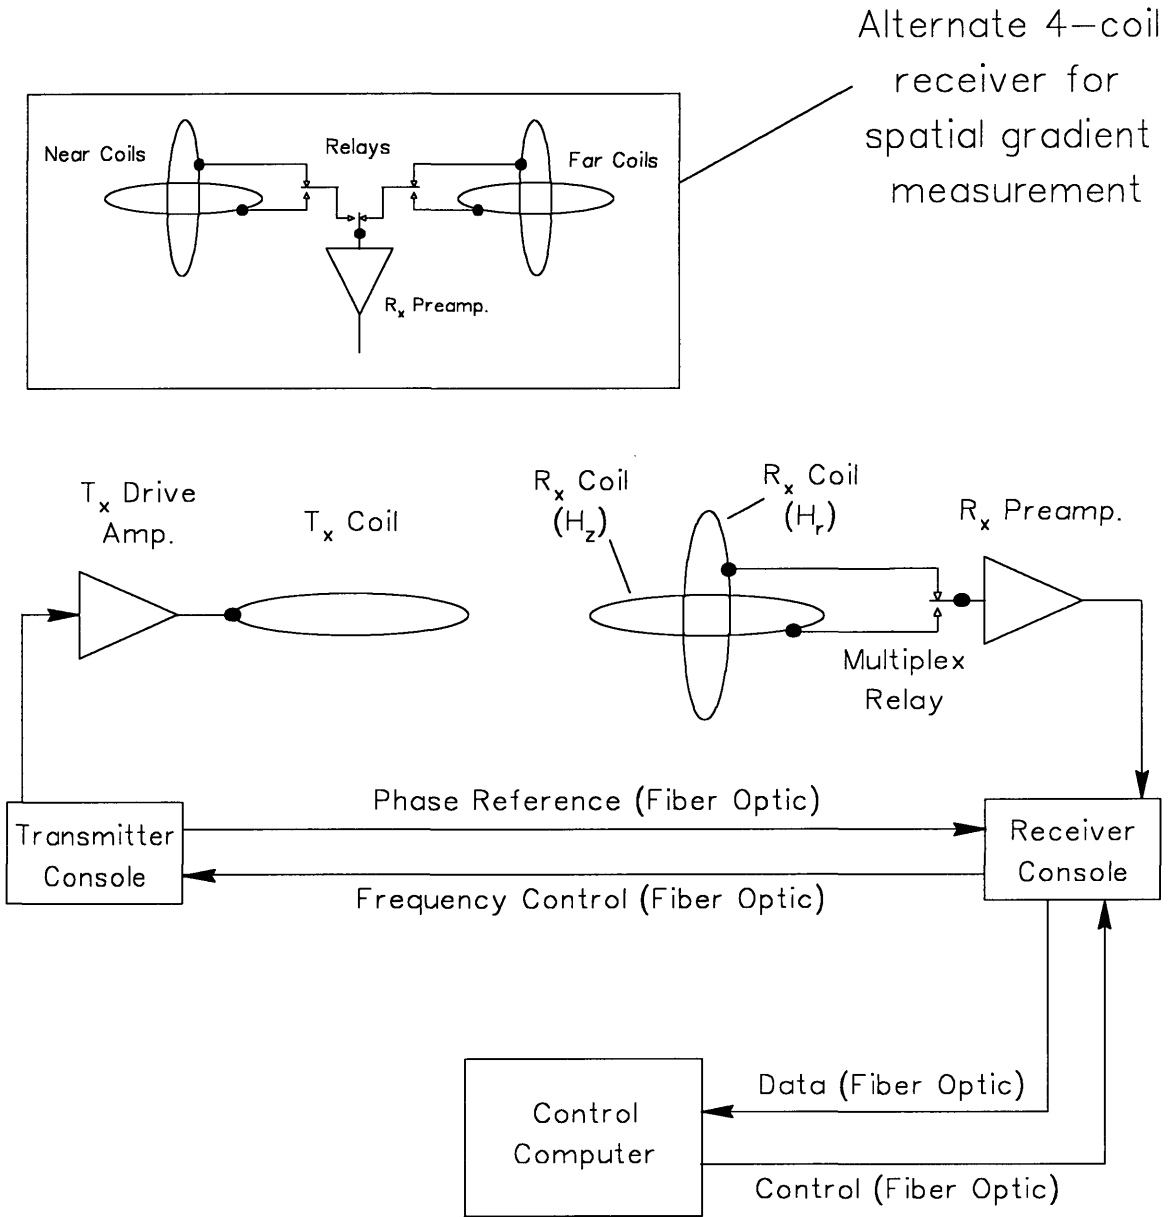 Alternate 4-coil
receiver for
spatial gradient
measurement
Near Coils
Relays
Far Coils
Rx Preamp.
Tx Drive
Amp.
Tx Coil
Rx Coil
(Hz)
Rx Coil
(Hr)
Rx Preamp.
Multiplex
Relay
Phase Reference (Fiber Optic)
Transmitter
Console
Receiver
Console
Frequency Control (Fiber Optic)
Data (Fiber Optic)
Control
Computer
Control (Fiber Optic)